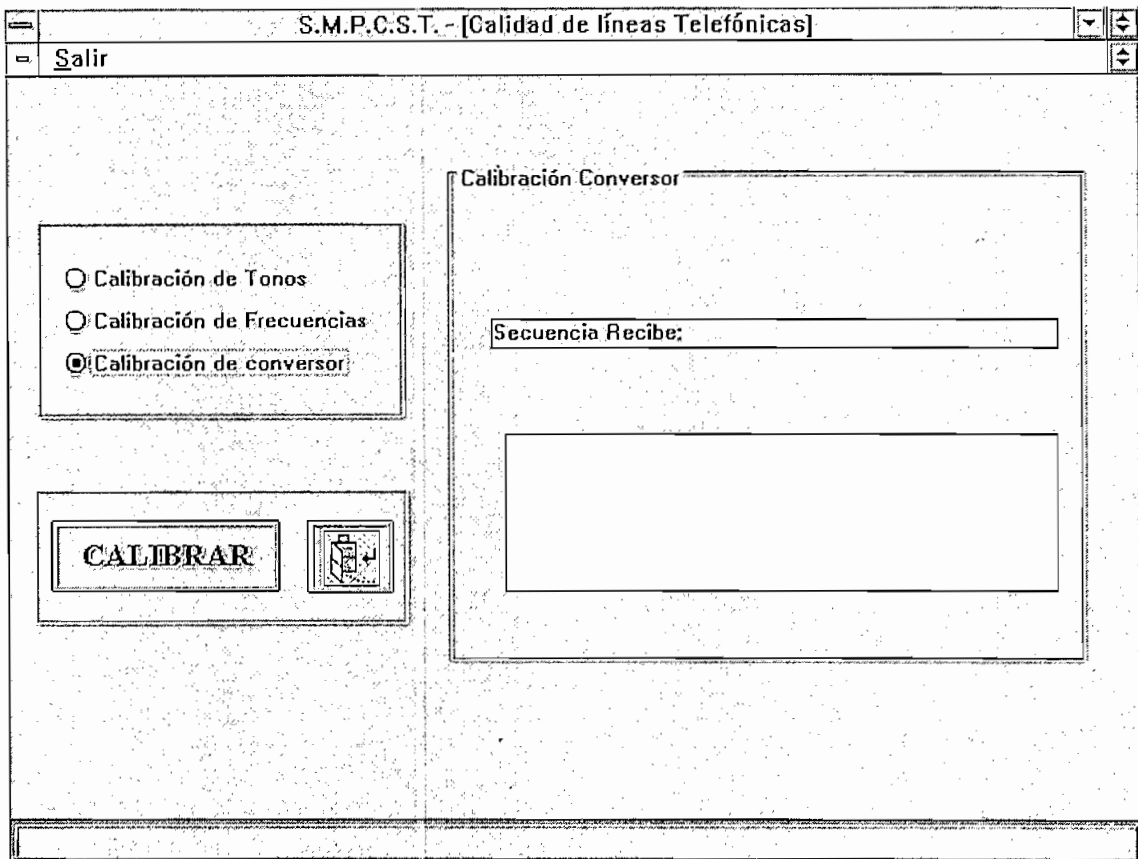 S.M.P.C.S.T. - [Calidad de líneas Telefónicas]
Salir
Calibración de Tonos
Calibración de Frecuencias
Calibración de conversor
CALIBRAR
Calibración Conversor
Secuencia Recibe: